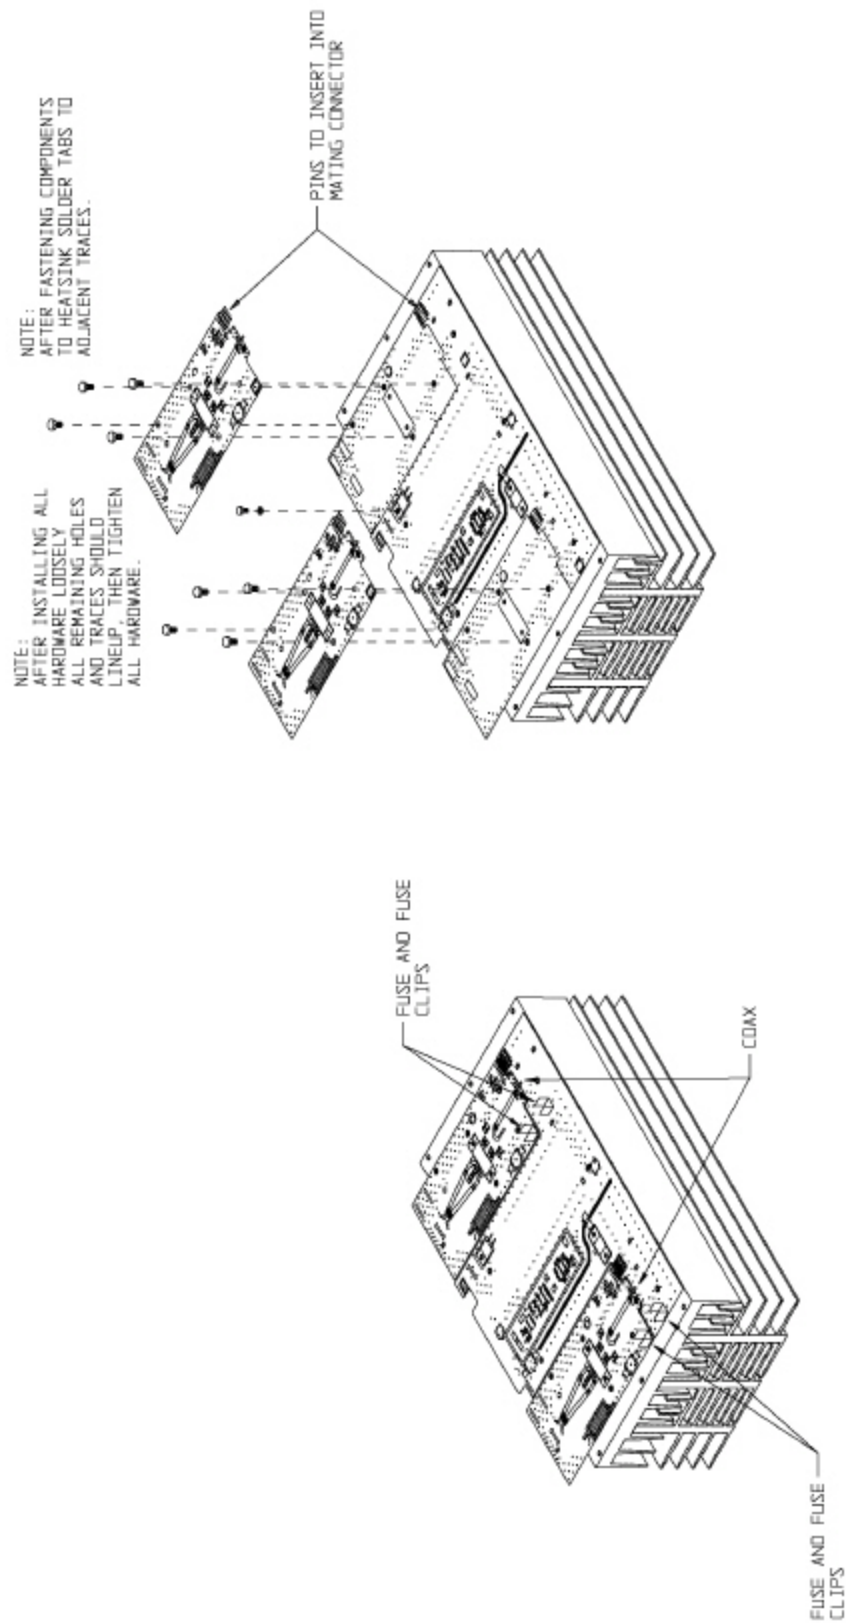 NOTE:
AFTER INSTALLING ALL
HARDWARE LOOSELY
ALL REMAINING HOLES
AND TRACES SHOULD
LINEUP, THEN TIGHTEN
ALL HARDWARE.
NOTE:
AFTER FASTENING COMPONENTS
TO HEATSINK SOLDER TABS TO
ADJACENT TRACES.
PINS TO INSERT INTO
MATING CONNECTOR
FUSE AND FUSE
CLIPS
COAX
FUSE AND FUSE
CLIPS